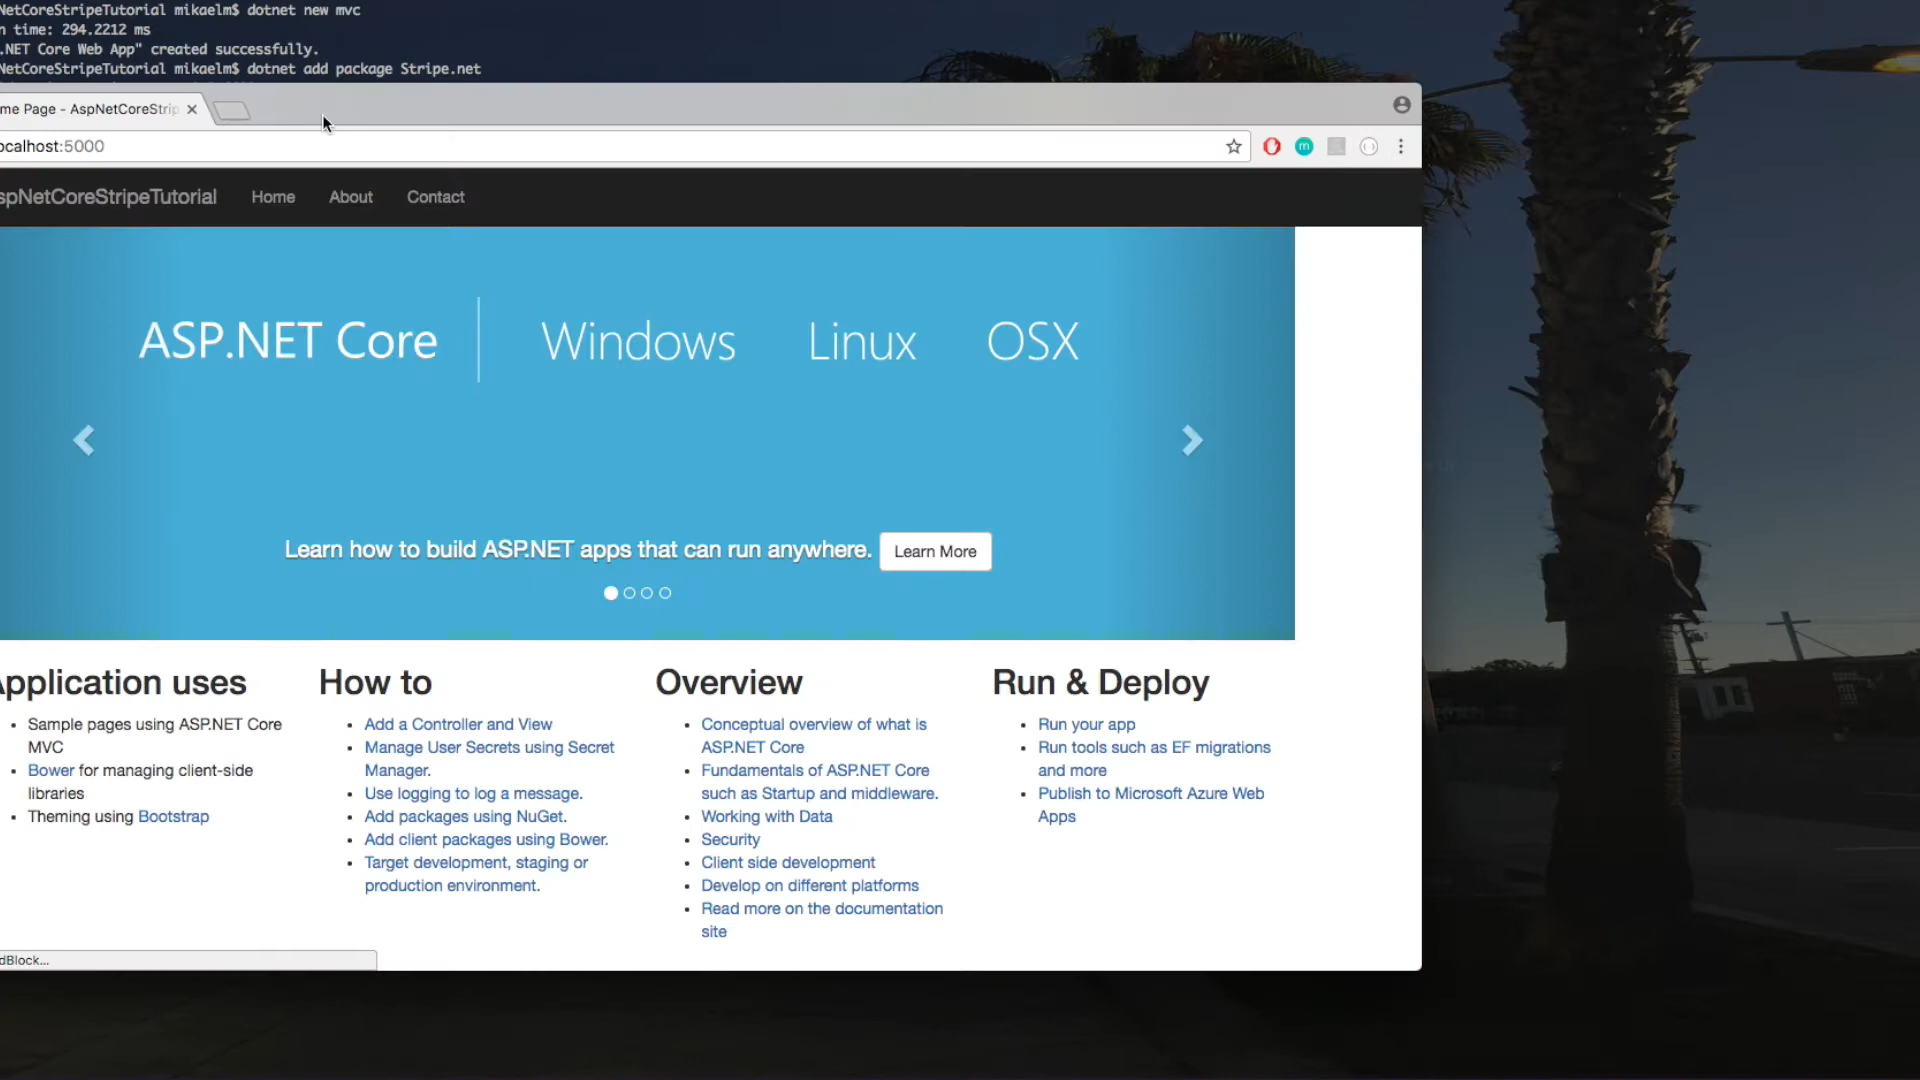 NetCoreStripeTutorial mikaelm$ dotnet new mvc
n time: 294.2212 ms
.NET Core Web App" created successfully.
NetCoreStripeTutorial mikaelm$ dotnet add package Stripe.net
me Page - AspNetCoreStrip
ocalhost:5000
m
spNetCoreStripeTutorial Home About Contact
ASP.NET Core Windows Linux OSX
Learn how to build ASP.NET apps that can run anywhere. Learn More
Application uses
Sample pages using ASP.NET Core
MVC
Bower for managing client-side
libraries
Theming using Bootstrap
How to
Add a Controller and View
Manage User Secrets using Secret
Manager.
Use logging to log a message.
Add packages using NuGet.
Add client packages using Bower.
Target development, staging or
production environment.
Overview
Conceptual overview of what is
ASP.NET Core
Fundamentals of ASP.NET Core
such as Startup and middleware.
Working with Data
Security
Client side development
Develop on different platforms
Read more on the documentation
site
Run & Deploy
Run your app
Run tools such as EF migrations
and more
Publish to Microsoft Azure Web
Apps
dBlock...